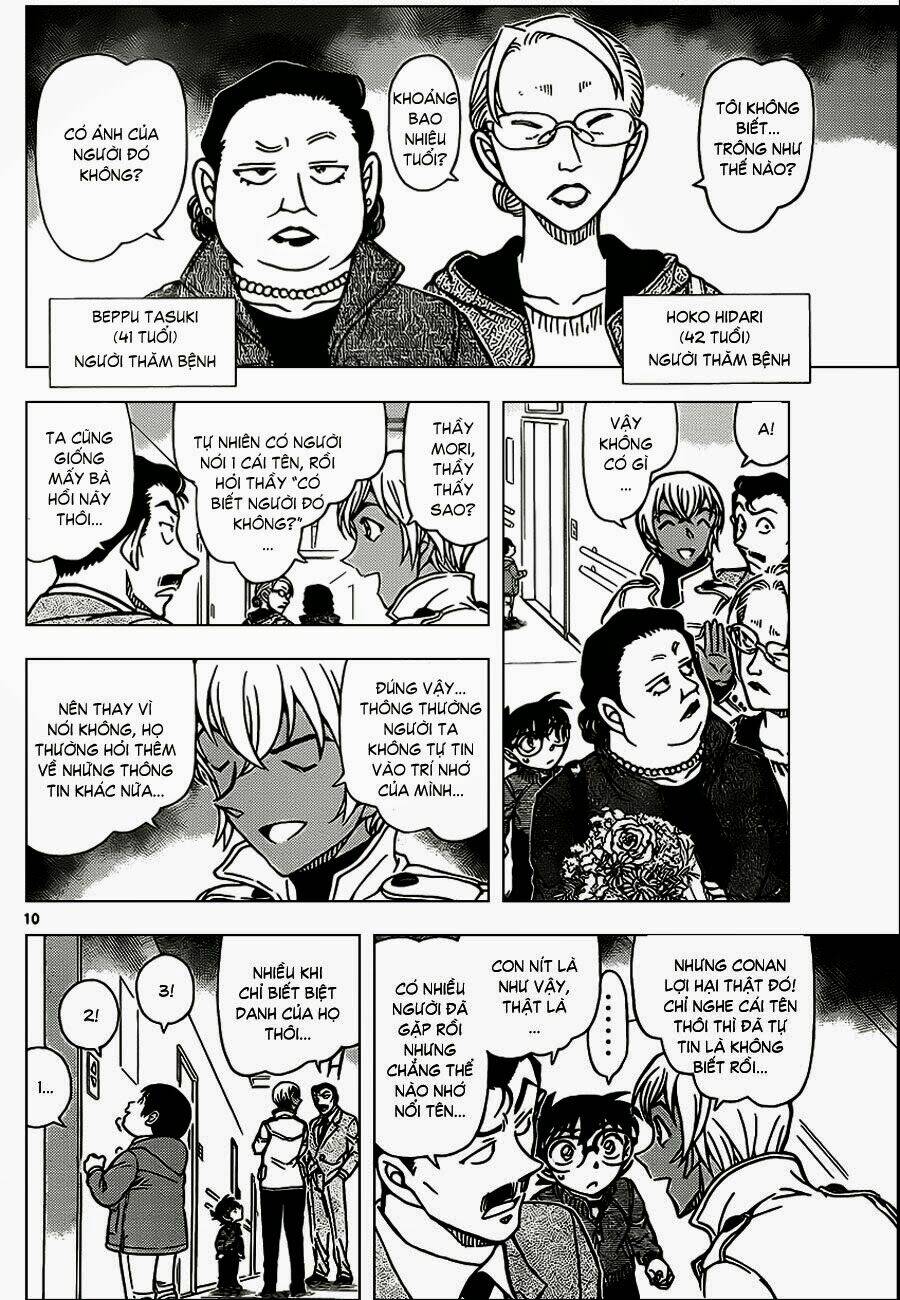 TÔI KHÔNG
BIẾT...
TRÔNG NHƯ
THẾ NÀO?
KHOẢNG
BAO
NHIÊU
TUỔI?
CÓ ẢNH CỦA
NGƯỜI ĐÓ
KHÔNG?
HOKO HIDARI
(42 TUỔI)
NGƯỜI THĂM BỆNH
BEPPU TASUKI
(41 TUỔI)
NGƯỜI THĂM BỆNH
A!
VẬY
KHÔNG
CÓ GÌ
...
THẦY
MORI,
THẦY
THẤY
SAO?
TỰ NHIÊN CÓ NGƯỜI
NÓI 1 CÁI TÊN, RỒI
HỎI THẦY "CÓ
BIẾT NGƯỜI ĐÓ
KHÔNG?"
...
TA CŨNG
GIỐNG
MẤY BÀ
HỒI NÀY
THÔI...
ĐÚNG VẬY...
THÔNG THƯỜNG
NGƯỜI TA
KHÔNG TỰ TIN
VÀO TRÍ NHỚ
CỦA MÌNH...
NÊN THAY VÌ
NÓI KHÔNG, HỌ
THƯỜNG HỎI THÊM
VỀ NHỮNG THÔNG
TIN KHÁC NỮA...
10
NHƯNG CONAN
LỢI HẠI THẬT ĐÓ!
CHỈ NGHE CÁI TÊN
THÔI THÌ ĐÃ TỰ
TIN LÀ KHÔNG
BIẾT RỒI...
......
CON NÍT LÀ
NHƯ VẬY,
THẬT LÀ
...
CÓ NHIỀU
NGƯỜI ĐÃ
GẶP RỒI
NHƯNG
CHẲNG THỂ
NÀO NHỚ
NỔI TÊN...
NHIỀU KHI
CHỈ BIẾT BIỆT
DANH CỦA HỌ
THÔI...
3!
2!
1...